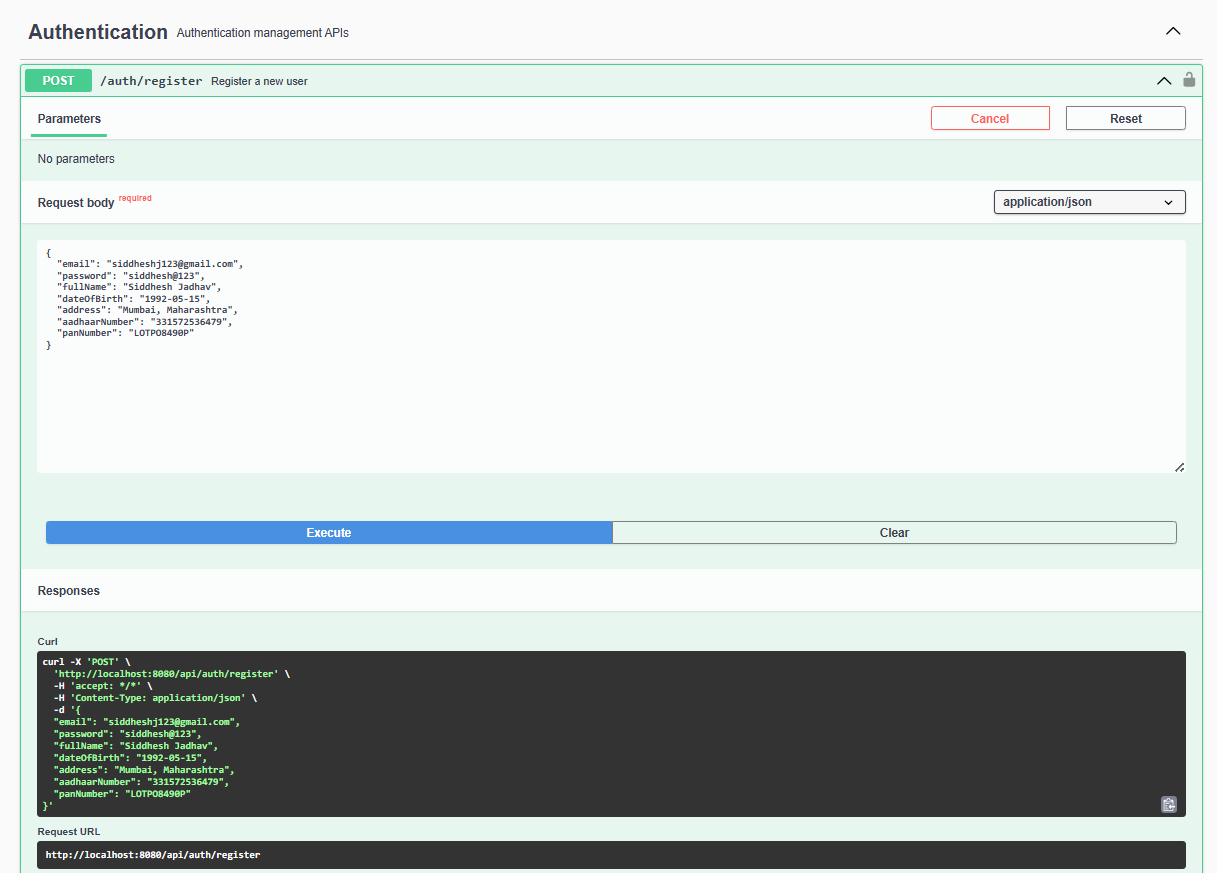 Authentication Authentication management APIs
POST /auth/register Register a new user
Parameters Cancel Reset
No parameters
Request body required application/json
{
  "email": "siddheshj123@gmail.com",
  "password": "siddhesh@123",
  "fullName": "Siddhesh Jadhav",
  "dateOfBirth": "1992-05-15",
  "address": "Mumbai, Maharashtra",
  "aadhaarNumber": "331572536479",
  "panNumber": "LOTPO8490P"
}
Execute Clear
Responses
Curl
curl -X 'POST' \
  'http://localhost:8080/api/auth/register' \
  -H 'accept: */*' \
  -H 'Content-Type: application/json' \
  -d '{
  "email": "siddheshj123@gmail.com",
  "password": "siddhesh@123",
  "fullName": "Siddhesh Jadhav",
  "dateOfBirth": "1992-05-15",
  "address": "Mumbai, Maharashtra",
  "aadhaarNumber": "331572536479",
  "panNumber": "LOTPO8490P"
}'
Request URL
http://localhost:8080/api/auth/register